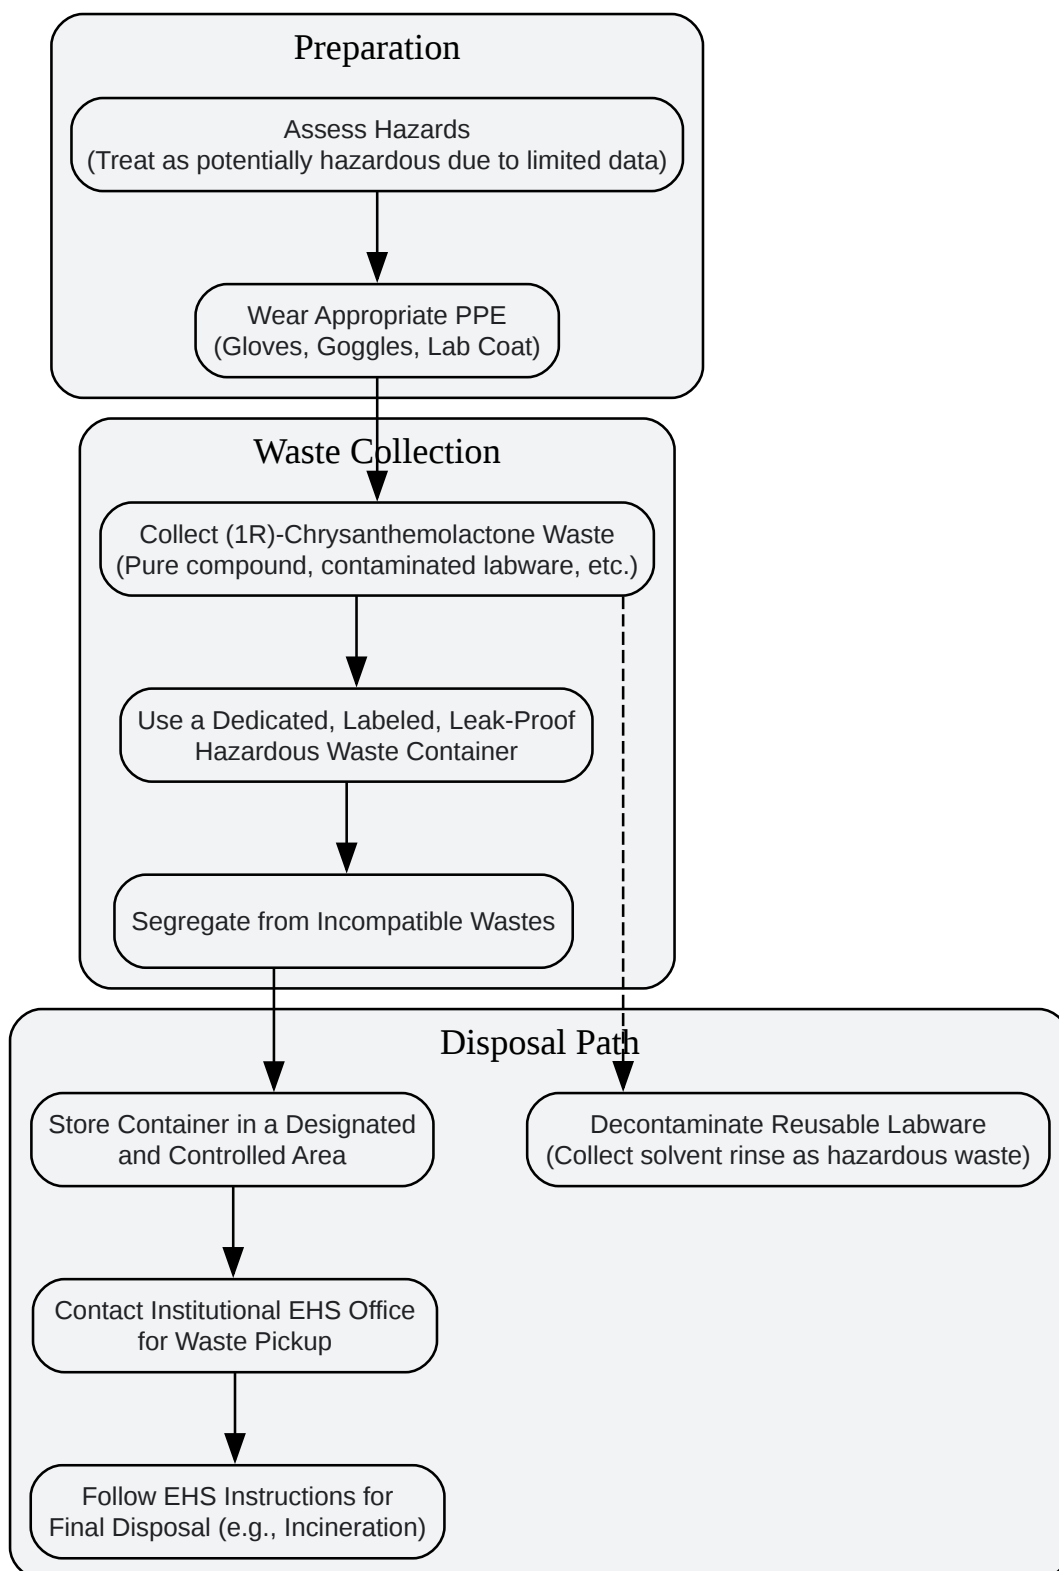 Preparation
Assess Hazards
(Treat as potentially hazardous due to limited data)
Wear Appropriate PPE
(Gloves, Goggles, Lab Coat)
Waste Collection
Collect (1R)-Chrysanthemolactone Waste
(Pure compound, contaminated labware, etc.)
Use a Dedicated, Labeled, Leak-Proof
Hazardous Waste Container
Segregate from Incompatible Wastes
Disposal Path
Store Container in a Designated
and Controlled Area
Decontaminate Reusable Labware
(Collect solvent rinse as hazardous waste)
Contact Institutional EHS Office
for Waste Pickup
Follow EHS Instructions for
Final Disposal (e.g., Incineration)